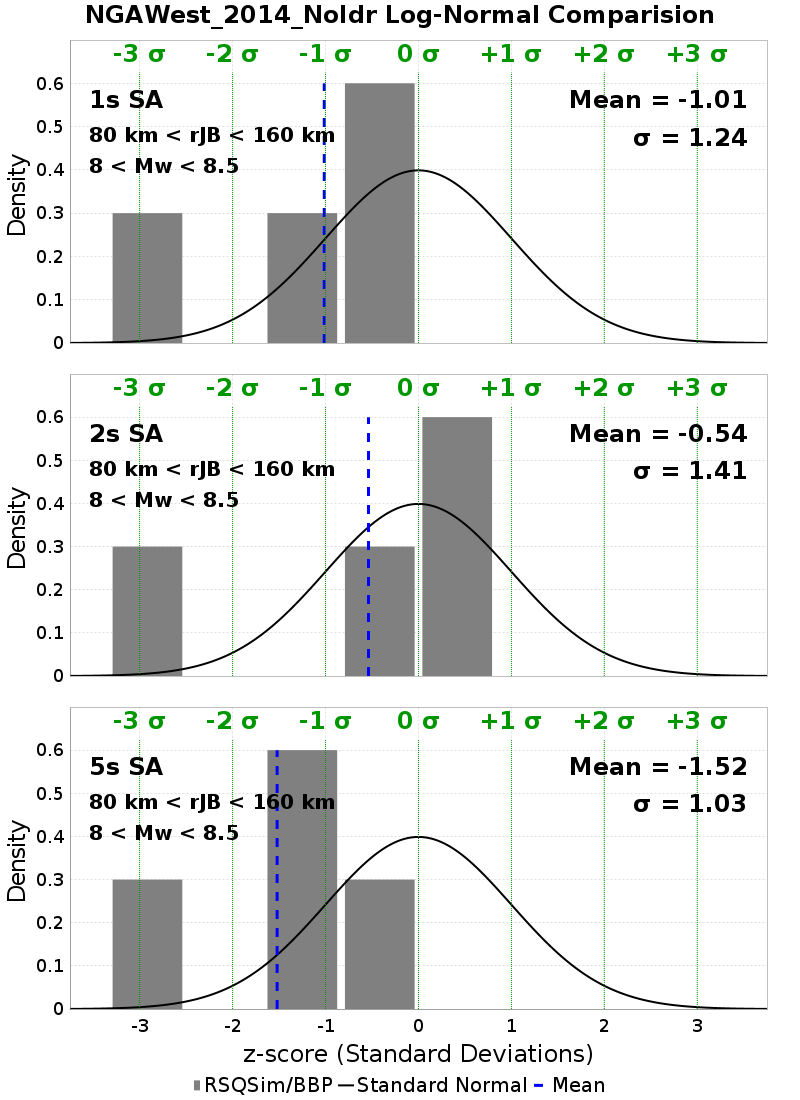 NGAWest_2014_NoIdr Log-Normal Comparision
-3 σ -2 σ -1 σ 0 σ +1 σ +2 σ +3 σ
1s SA Mean = -1.01
80 km < rJB < 160 km σ = 1.24
8 < Mw < 8.5
Density
0.6
0.5
0.4
0.3
0.2
0.1
0
-3 σ -2 σ -1 σ 0 σ +1 σ +2 σ +3 σ
2s SA Mean = -0.54
80 km < rJB < 160 km σ = 1.41
8 < Mw < 8.5
Density
0.6
0.5
0.4
0.3
0.2
0.1
0
-3 σ -2 σ -1 σ 0 σ +1 σ +2 σ +3 σ
5s SA Mean = -1.52
80 km < rJB < 160 km σ = 1.03
8 < Mw < 8.5
Density
0.6
0.5
0.4
0.3
0.2
0.1
0
-3 -2 -1 0 1 2 3
z-score (Standard Deviations)
RSQSim/BBP Standard Normal Mean